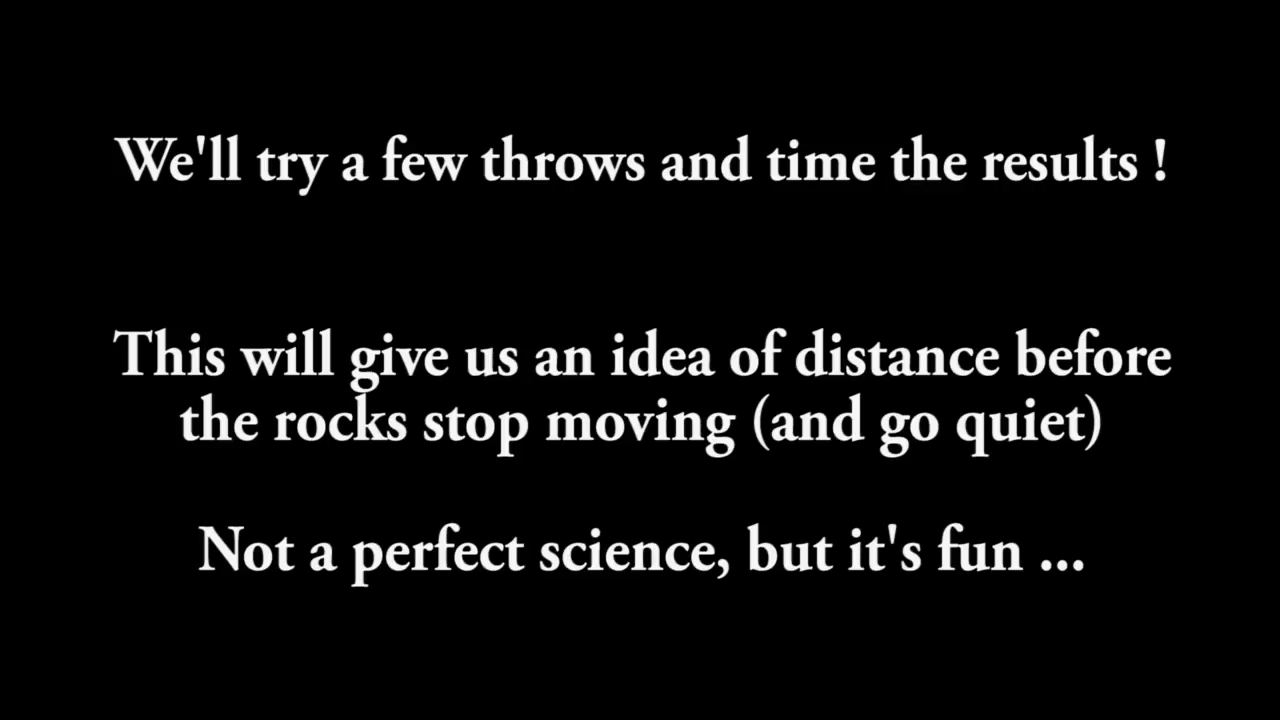 We'll try a few throws and time the results !
This will give us an idea of distance before
the rocks stop moving (and go quiet)
Not a perfect science, but it's fun ...